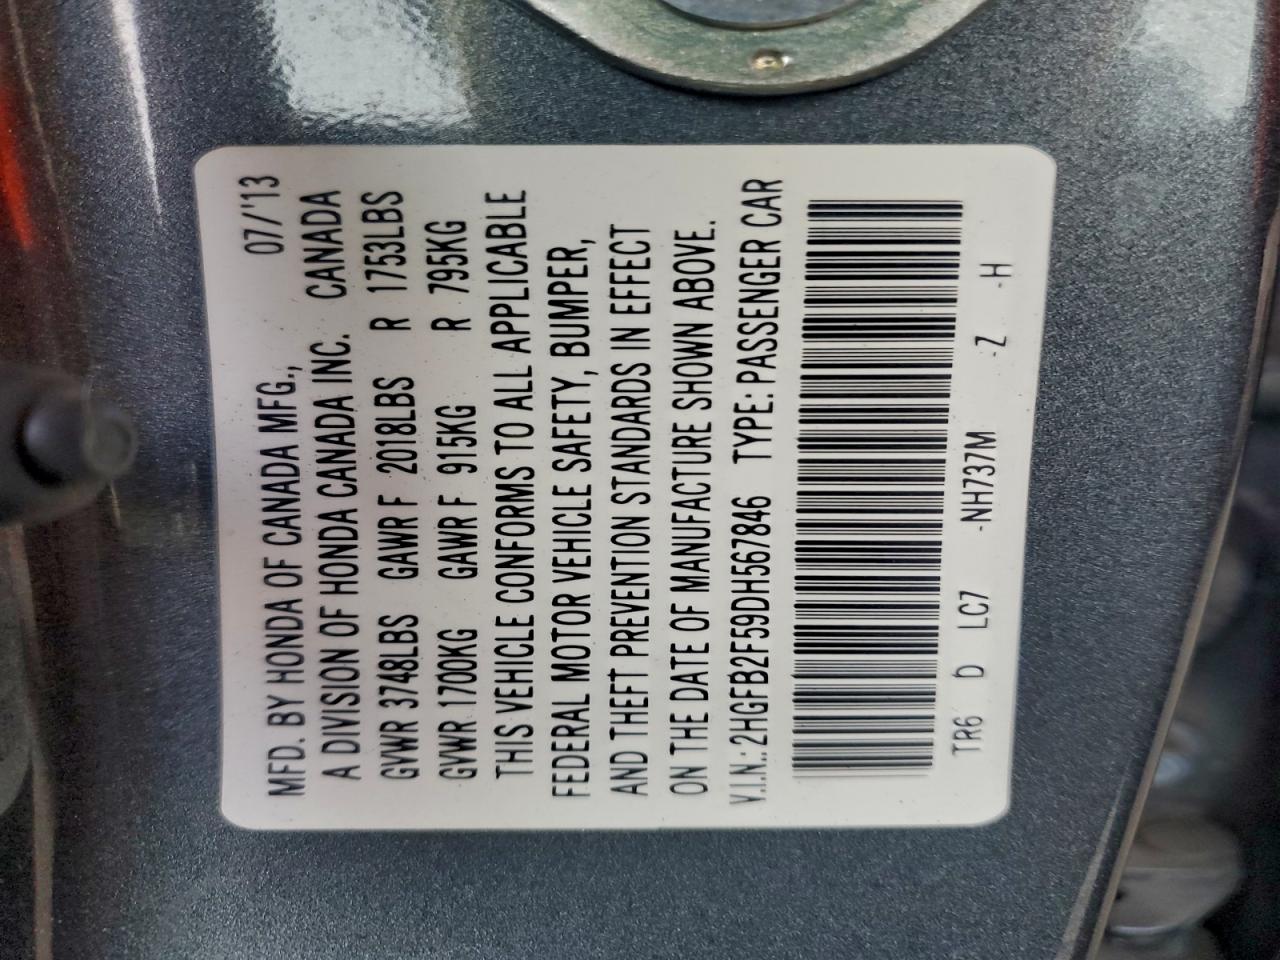 MFD. BY HONDA OF CANADA MFG., 07/'13
A DIVISION OF HONDA CANADA INC. CANADA
GVWR 3748LBS GAWR F 2018LBS R 1753LBS
GVWR 1700KG GAWR F 915KG R 795KG
THIS VEHICLE CONFORMS TO ALL APPLICABLE
FEDERAL MOTOR VEHICLE SAFETY, BUMPER,
AND THEFT PREVENTION STANDARDS IN EFFECT
ON THE DATE OF MANUFACTURE SHOWN ABOVE.
V.I.N.: 2HGFB2F59DH567846 TYPE: PASSENGER CAR
TR6 D LC7 -NH737M -Z -H